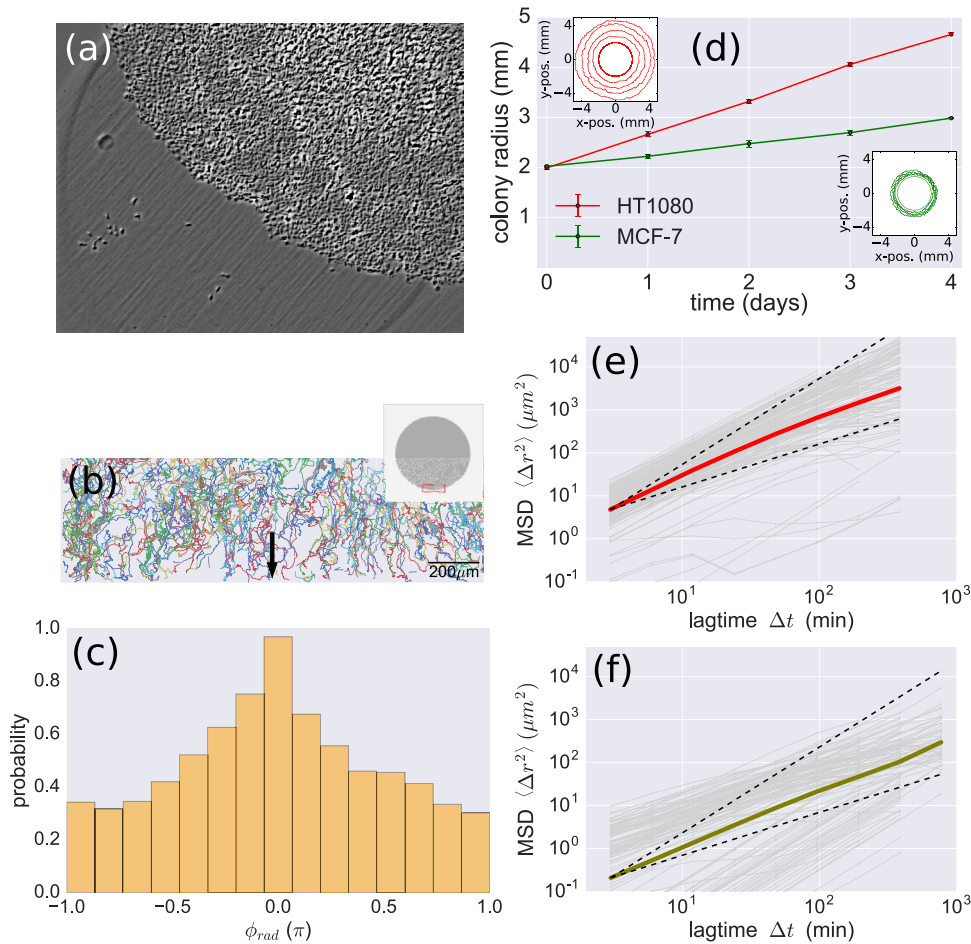 (a)
(b)
200μm
(c)
probability
1.0
0.8
0.6
0.4
0.2
0.0
−1.0
−0.5
0.0
0.5
1.0
ϕ_rad (π)
(d)
colony radius (mm)
5
4
3
2
1
0
1
2
3
4
time (days)
HT1080
MCF-7
y-pos. (mm)
4
0
−4
−4
0
4
x-pos. (mm)
y-pos. (mm)
4
0
−4
−4
0
4
x-pos. (mm)
(e)
MSD ⟨Δr²⟩ (μm²)
10⁴
10³
10²
10¹
10⁰
10⁻¹
10¹
10²
10³
lagtime Δt (min)
(f)
MSD ⟨Δr²⟩ (μm²)
10⁴
10³
10²
10¹
10⁰
10⁻¹
10¹
10²
10³
lagtime Δt (min)